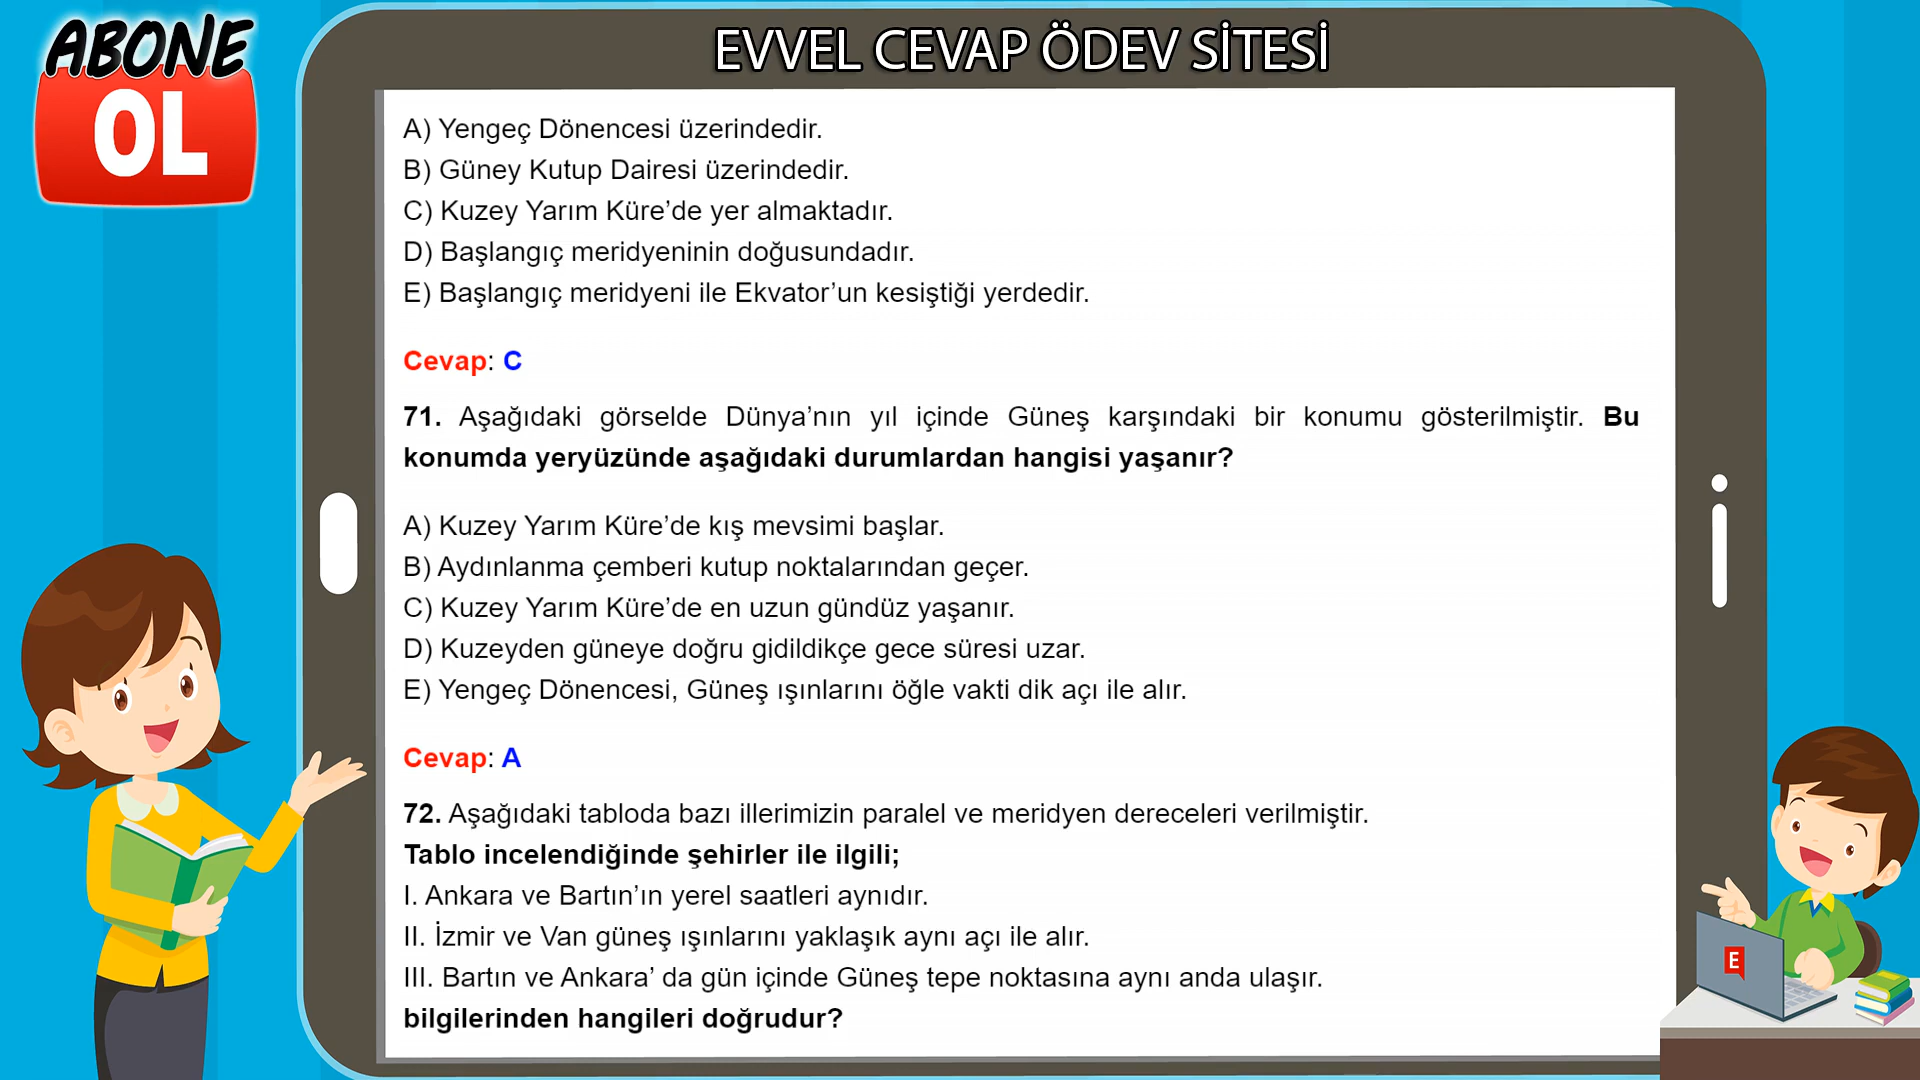 ABONE
OL
EVVEL CEVAP ÖDEV SİTESİ
A) Yengeç Dönencesi üzerindedir.
B) Güney Kutup Dairesi üzerindedir.
C) Kuzey Yarım Küre’de yer almaktadır.
D) Başlangıç meridyeninin doğusundadır.
E) Başlangıç meridyeni ile Ekvator’un kesiştiği yerdedir.
Cevap: C
71. Aşağıdaki görselde Dünya’nın yıl içinde Güneş karşındaki bir konumu gösterilmiştir. Bu
konumda yeryüzünde aşağıdaki durumlardan hangisi yaşanır?
A) Kuzey Yarım Küre’de kış mevsimi başlar.
B) Aydınlanma çemberi kutup noktalarından geçer.
C) Kuzey Yarım Küre’de en uzun gündüz yaşanır.
D) Kuzeyden güneye doğru gidildikçe gece süresi uzar.
E) Yengeç Dönencesi, Güneş ışınlarını öğle vakti dik açı ile alır.
Cevap: A
72. Aşağıdaki tabloda bazı illerimizin paralel ve meridyen dereceleri verilmiştir.
Tablo incelendiğinde şehirler ile ilgili;
I. Ankara ve Bartın’ın yerel saatleri aynıdır.
II. İzmir ve Van güneş ışınlarını yaklaşık aynı açı ile alır.
III. Bartın ve Ankara’ da gün içinde Güneş tepe noktasına aynı anda ulaşır.
bilgilerinden hangileri doğrudur?
E